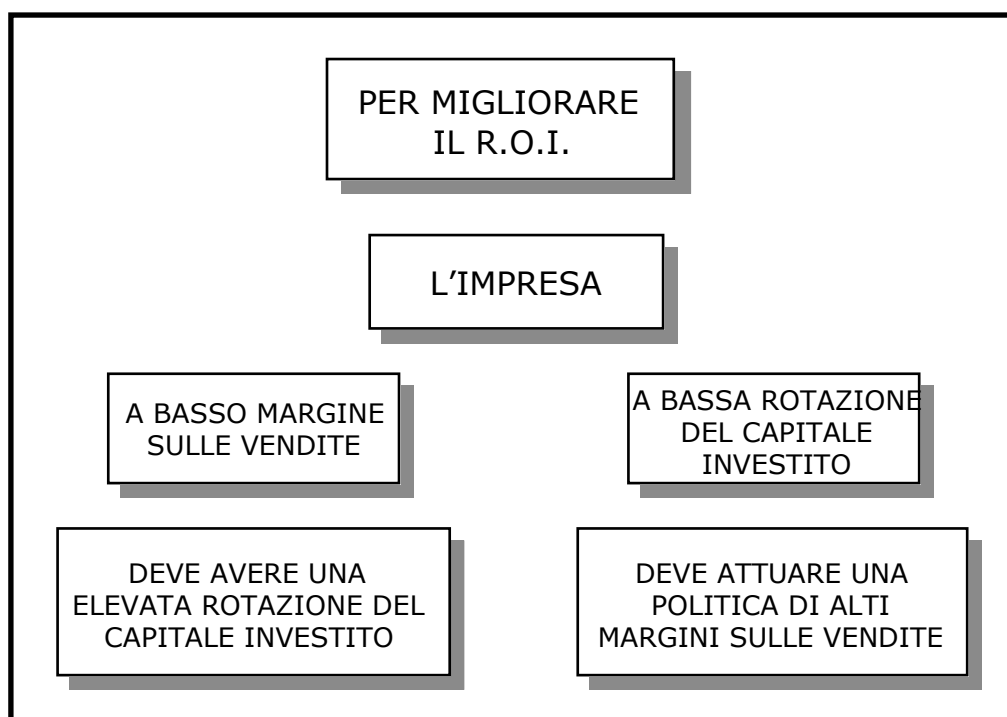 PER MIGLIORARE
IL R.O.I.
L'IMPRESA
A BASSO MARGINE
SULLE VENDITE
A BASSA ROTAZIONE
DEL CAPITALE
INVESTITO
DEVE AVERE UNA
ELEVATA ROTAZIONE DEL
CAPITALE INVESTITO
DEVE ATTUARE UNA
POLITICA DI ALTI
MARGINI SULLE VENDITE